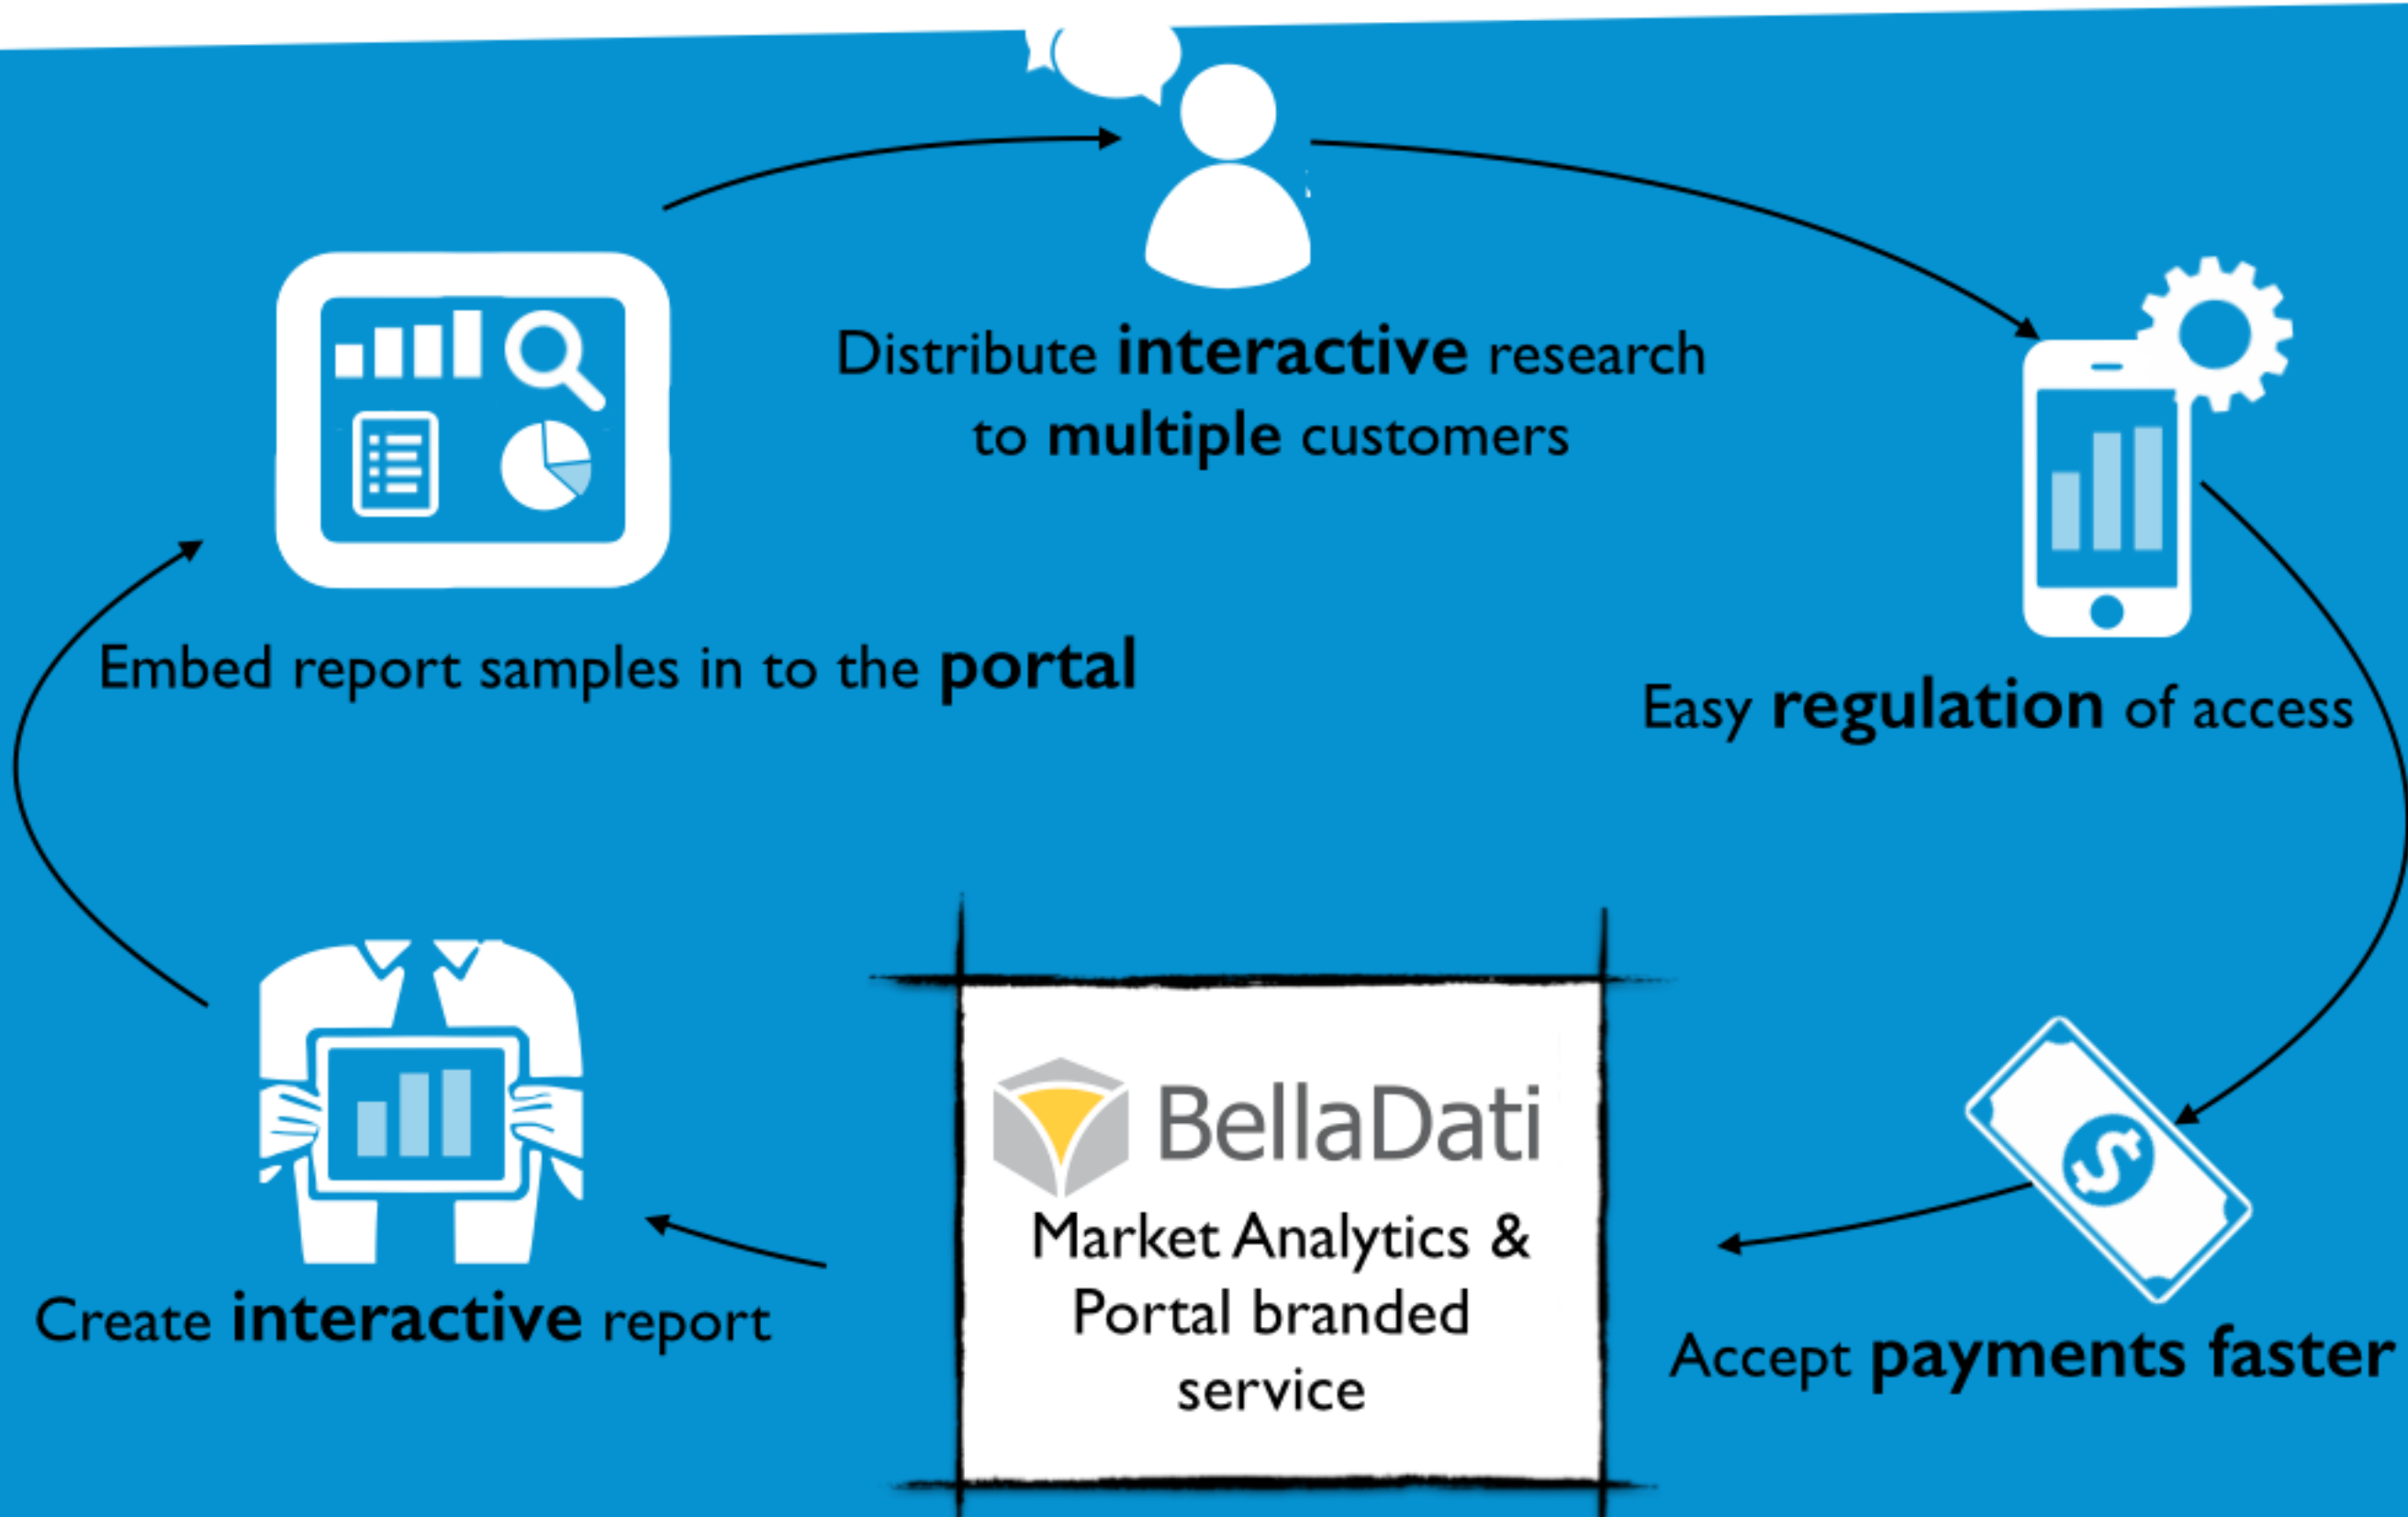 Distribute interactive research
to multiple customers
Embed report samples in to the portal
Easy regulation of access
BellaDati
Market Analytics &
Portal branded
service
Create interactive report
$
Accept payments faster